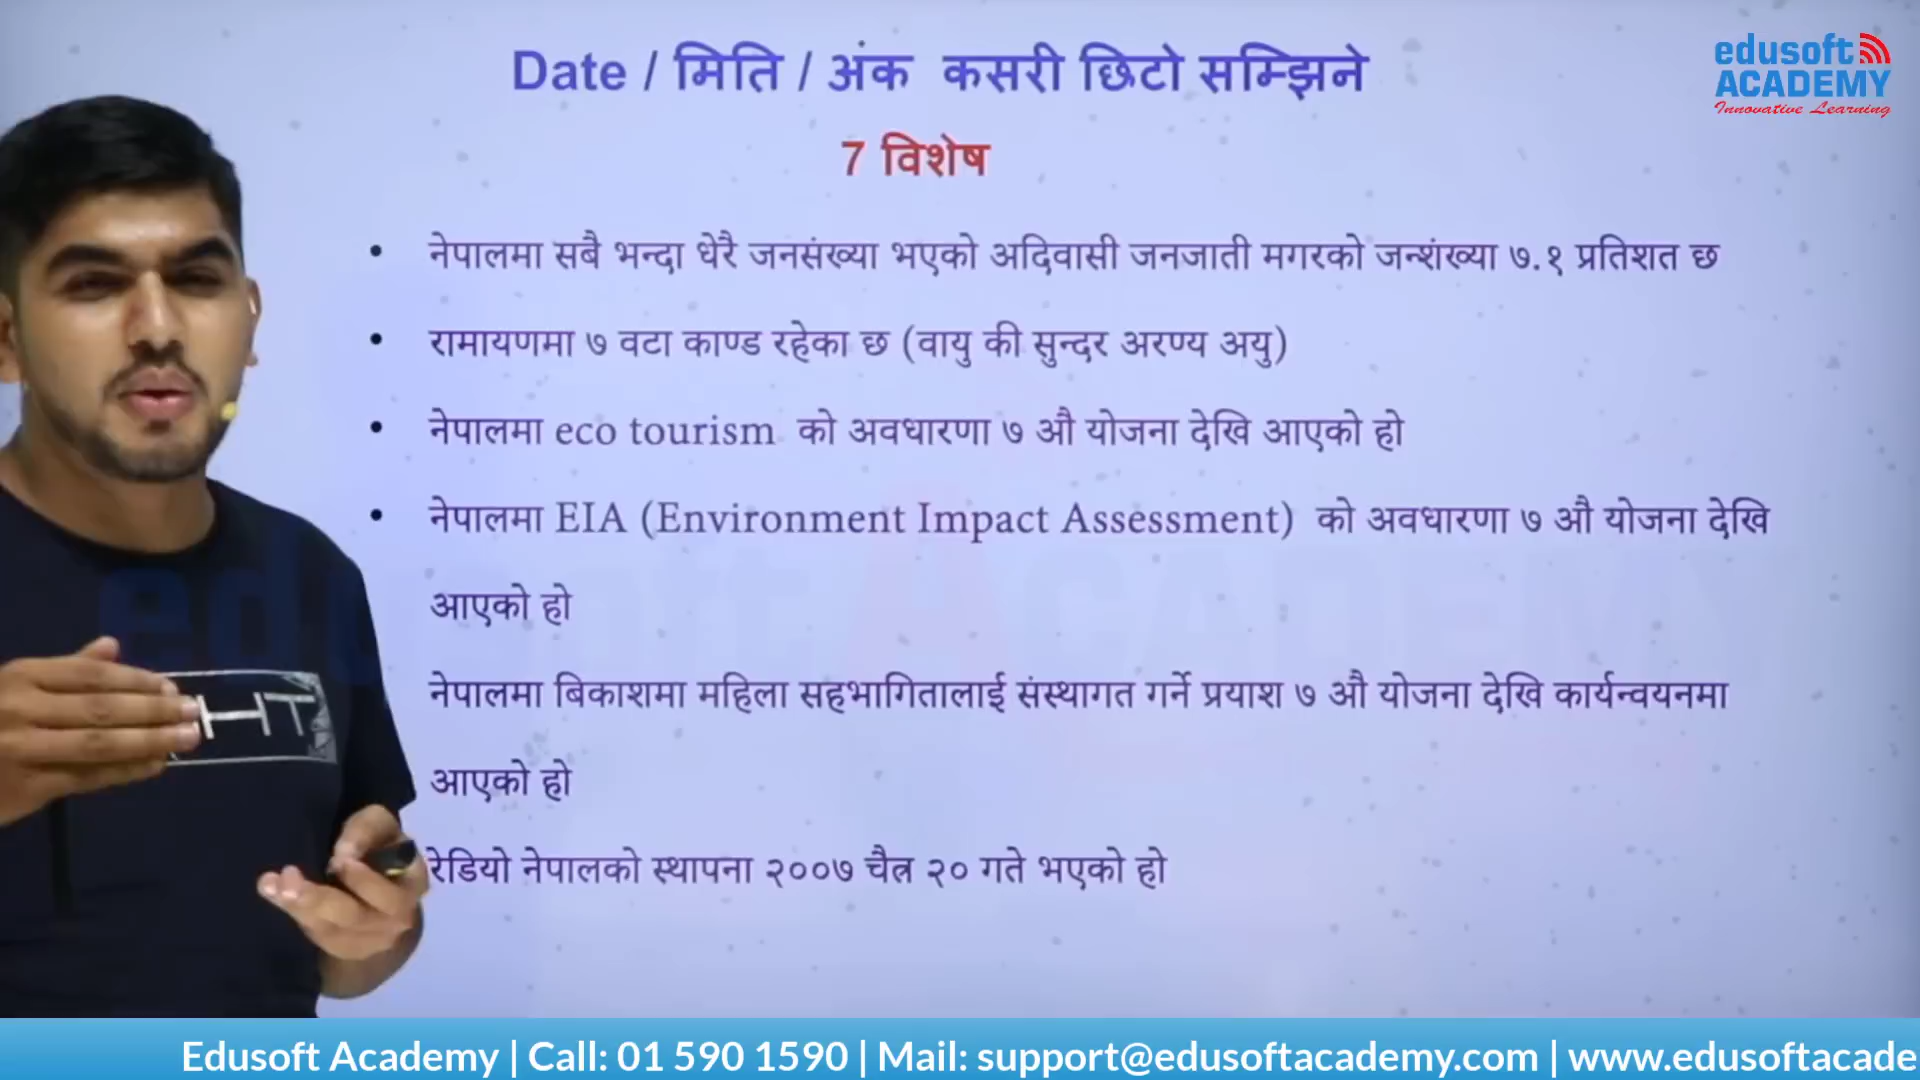 Date / मिति / अंक कसरी छिटो सम्झिने
edusoft
ACADEMY
Innovative Learning
7 विशेष
• नेपालमा सबै भन्दा धेरै जनसंख्या भएको अदिवासी जनजाती मगरको जन्शंख्या ७.१ प्रतिशत छ
• रामायणमा ७ वटा काण्ड रहेका छ (वायु की सुन्दर अरण्य अयु)
• नेपालमा eco tourism को अवधारणा ७ औ योजना देखि आएको हो
• नेपालमा EIA (Environment Impact Assessment) को अवधारणा ७ औ योजना देखि
आएको हो
नेपालमा बिकाशमा महिला सहभागितालाई संस्थागत गर्ने प्रयाश ७ औ योजना देखि कार्यन्वयनमा
आएको हो
रेडियो नेपालको स्थापना २००७ चैत्र २० गते भएको हो
edusoft ACADEMY
HT
Edusoft Academy | Call: 01 590 1590 | Mail: support@edusoftacademy.com | www.edusoftacade